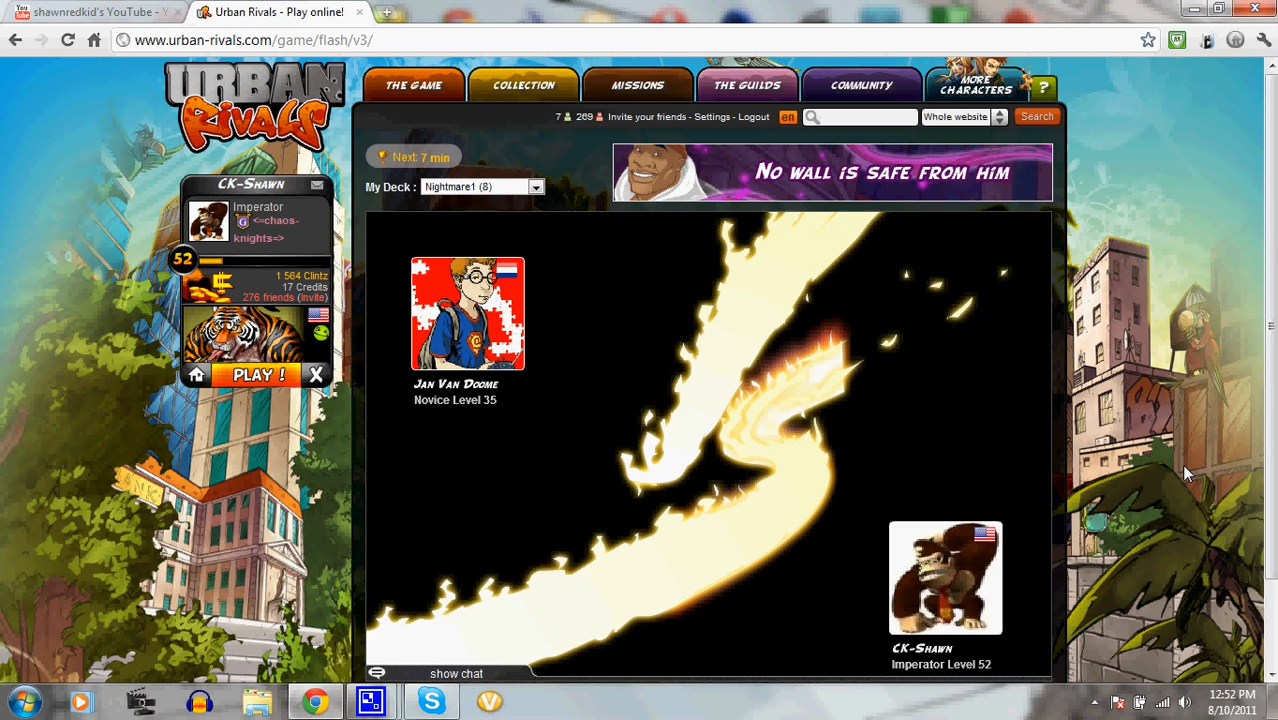 shawnredkid's YouTube - Y
Urban Rivals - Play online!
www.urban-rivals.com/game/flash/v3/
URBAN
RIVALS
THE GAME
COLLECTION
MISSIONS
THE GUILDS
COMMUNITY
MORE
CHARACTERS
?
7 269 Invite your friends - Settings - Logout en Whole website Search
CK-SHAWN
Imperator
G <=chaos-
knights=>
52
1 564 Clintz
17 Credits
276 friends (Invite)
PLAY !
X
Next: 7 min
My Deck : Nightmare1 (8)
NO WALL IS SAFE FROM HIM
JAN VAN DOOME
Novice Level 35
CK-SHAWN
Imperator Level 52
show chat
12:52 PM
8/10/2011